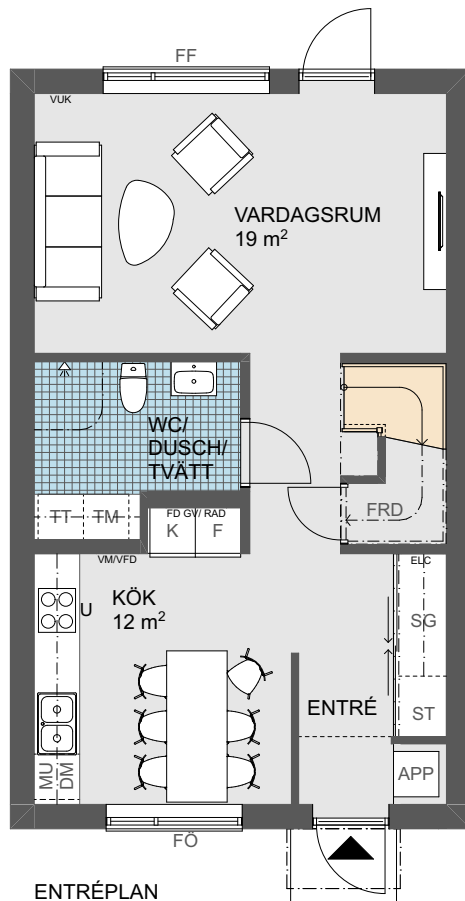 FF
VUK
VARDAGSRUM
19 m²
WC/
DUSCH/
TVÄTT
TT
TM
FD GV/ RAD
K
F
FRD
VM/VFD
ELC
KÖK
12 m²
U
SG
ENTRÉ
ST
MU
DM
APP
FÖ
ENTRÉPLAN